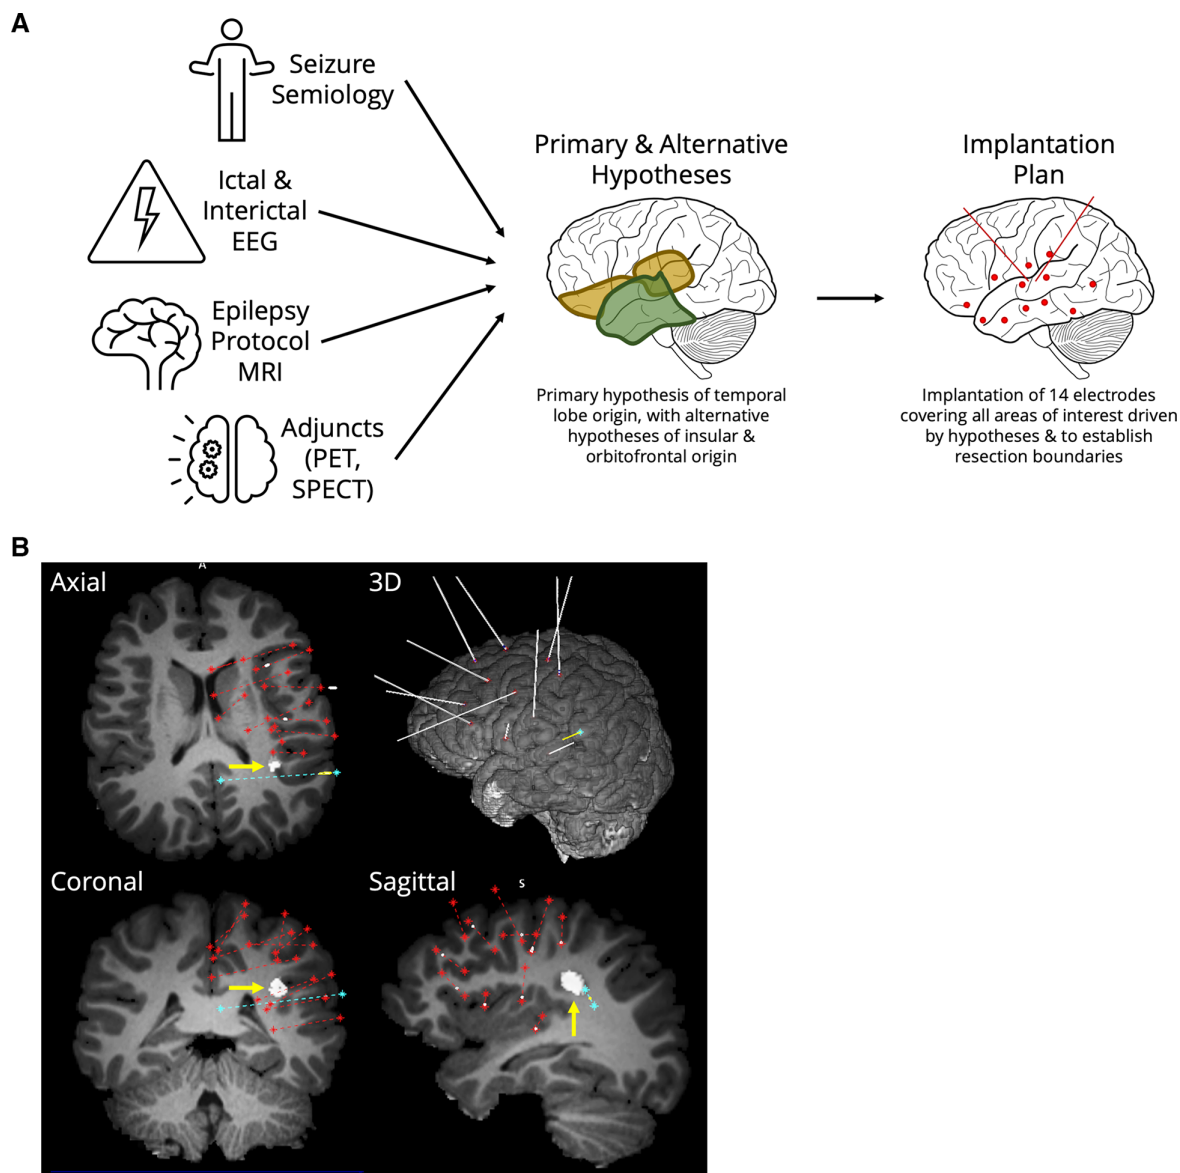 A
Seizure
Semiology
Ictal &
Interictal
EEG
Epilepsy
Protocol
MRI
Adjuncts
(PET,
SPECT)
Primary & Alternative
Hypotheses
Primary hypothesis of temporal
lobe origin, with alternative
hypotheses of insular &
orbitofrontal origin
Implantation
Plan
Implantation of 14 electrodes
covering all areas of interest driven
by hypotheses & to establish
resection boundaries
B
Axial
A
3D
Coronal
Sagittal
S